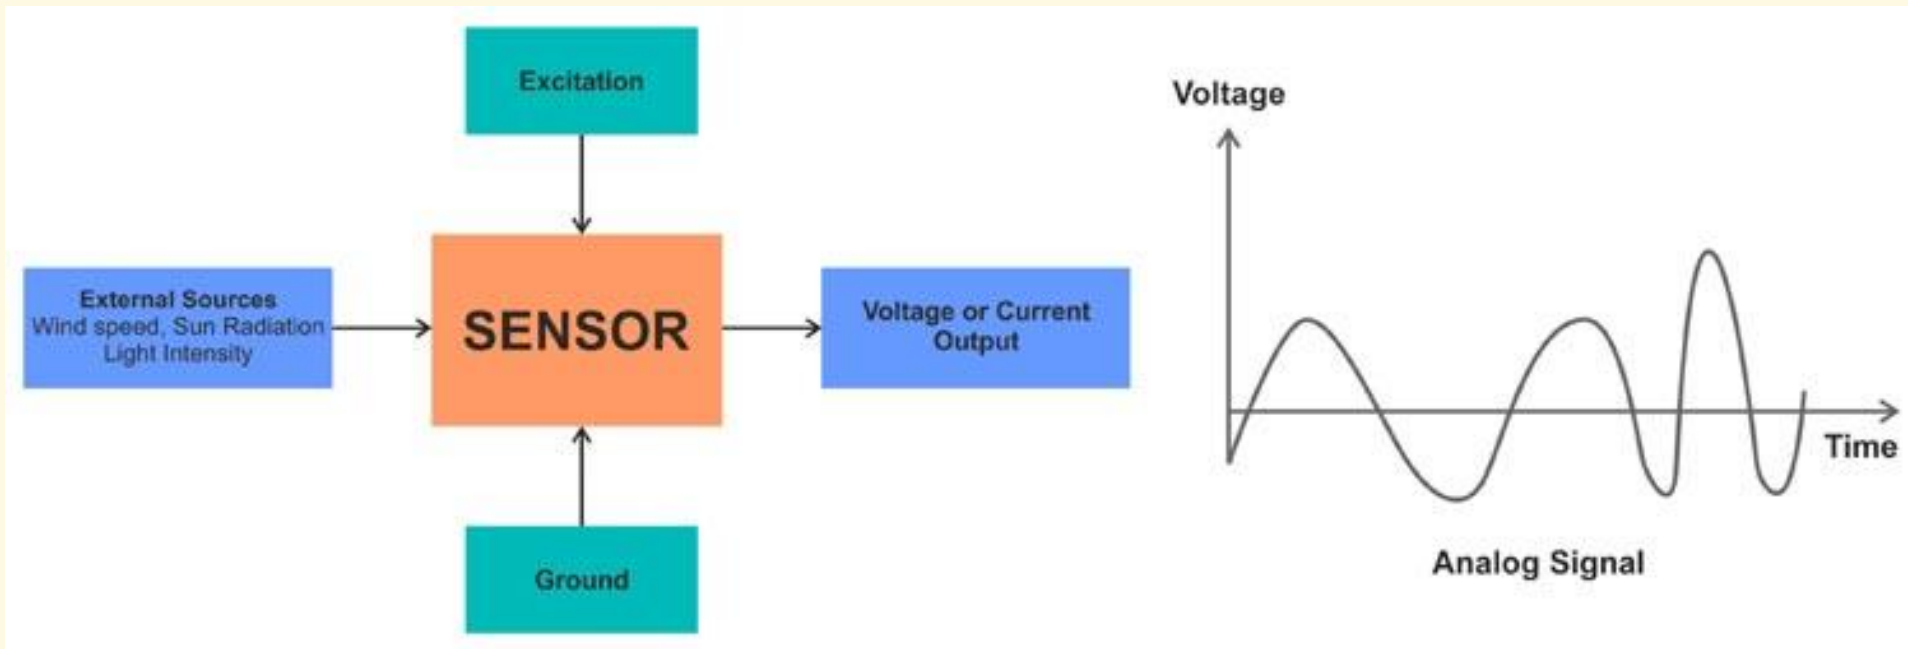 Excitation
External Sources
Wind speed, Sun Radiation
Light Intensity
SENSOR
Voltage or Current
Output
Ground
Voltage
Time
Analog Signal